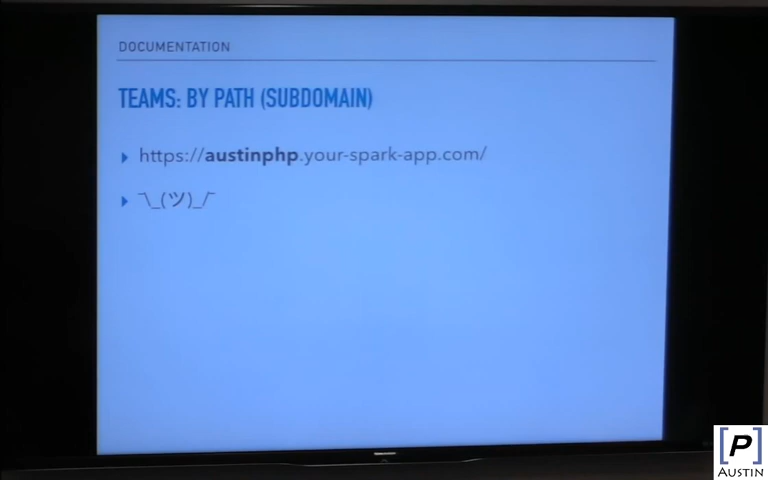 DOCUMENTATION
TEAMS: BY PATH (SUBDOMAIN)
https://austinphp.your-spark-app.com/
¯\_(ツ)_/¯
[P]
AUSTIN